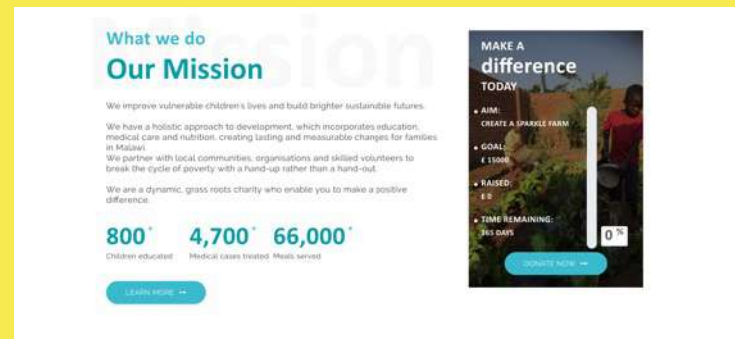 Mission
What we do
Our Mission
We improve vulnerable children's lives and build brighter sustainable futures.
We have a holistic approach to development, which incorporates education,
medical care and nutrition, creating lasting and measurable changes for families
in Malawi.
We partner with local communities, organisations and skilled volunteers to
break the cycle of poverty with a hand-up rather than a hand-out.
We are a dynamic, grass roots charity who enable you to make a positive
difference.
800+ 4,700+ 66,000+
Children educated Medical cases treated Meals served
LEARN MORE →
MAKE A
difference
TODAY
• AIM:
CREATE A SPARKLE FARM
• GOAL:
£ 15000
• RAISED:
£ 0
• TIME REMAINING:
365 DAYS
0 %
DONATE NOW →